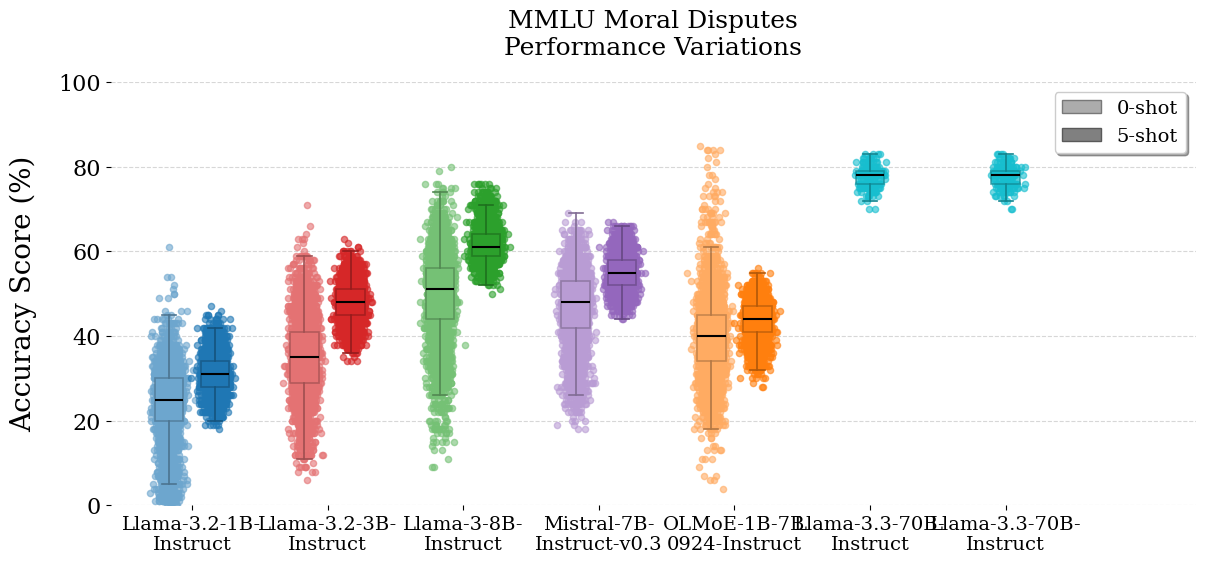 MMLU Moral Disputes
Performance Variations
Accuracy Score (%)
100
80
60
40
20
0
0-shot
5-shot
Llama-3.2-1B-
Instruct
Llama-3.2-3B-
Instruct
Llama-3-8B-
Instruct
Mistral-7B-
Instruct-v0.3
OLMoE-1B-7B-
0924-Instruct
Llama-3.3-70B-
Instruct
Llama-3.3-70B-
Instruct